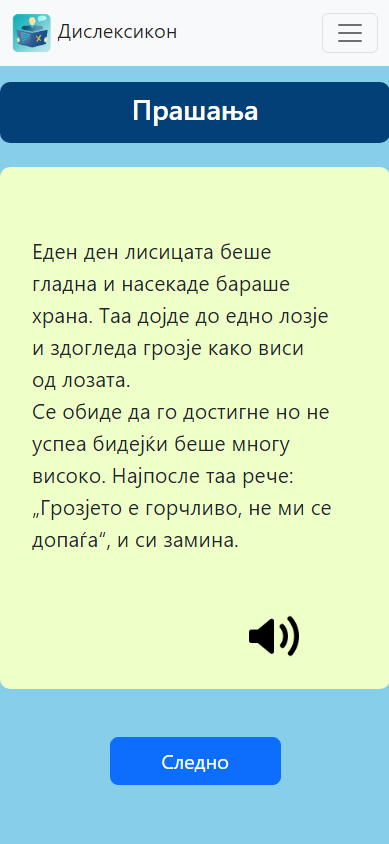 Дислексикон
Прашања
Еден ден лисицата беше
гладна и насекаде бараше
храна. Таа дојде до едно лозје
и здогледа грозје како виси
од лозата.
Се обиде да го достигне но не
успеа бидејќи беше многу
високо. Најпосле таа рече:
„Грозјето е горчливо, не ми се
допаѓа“, и си замина.
Следно